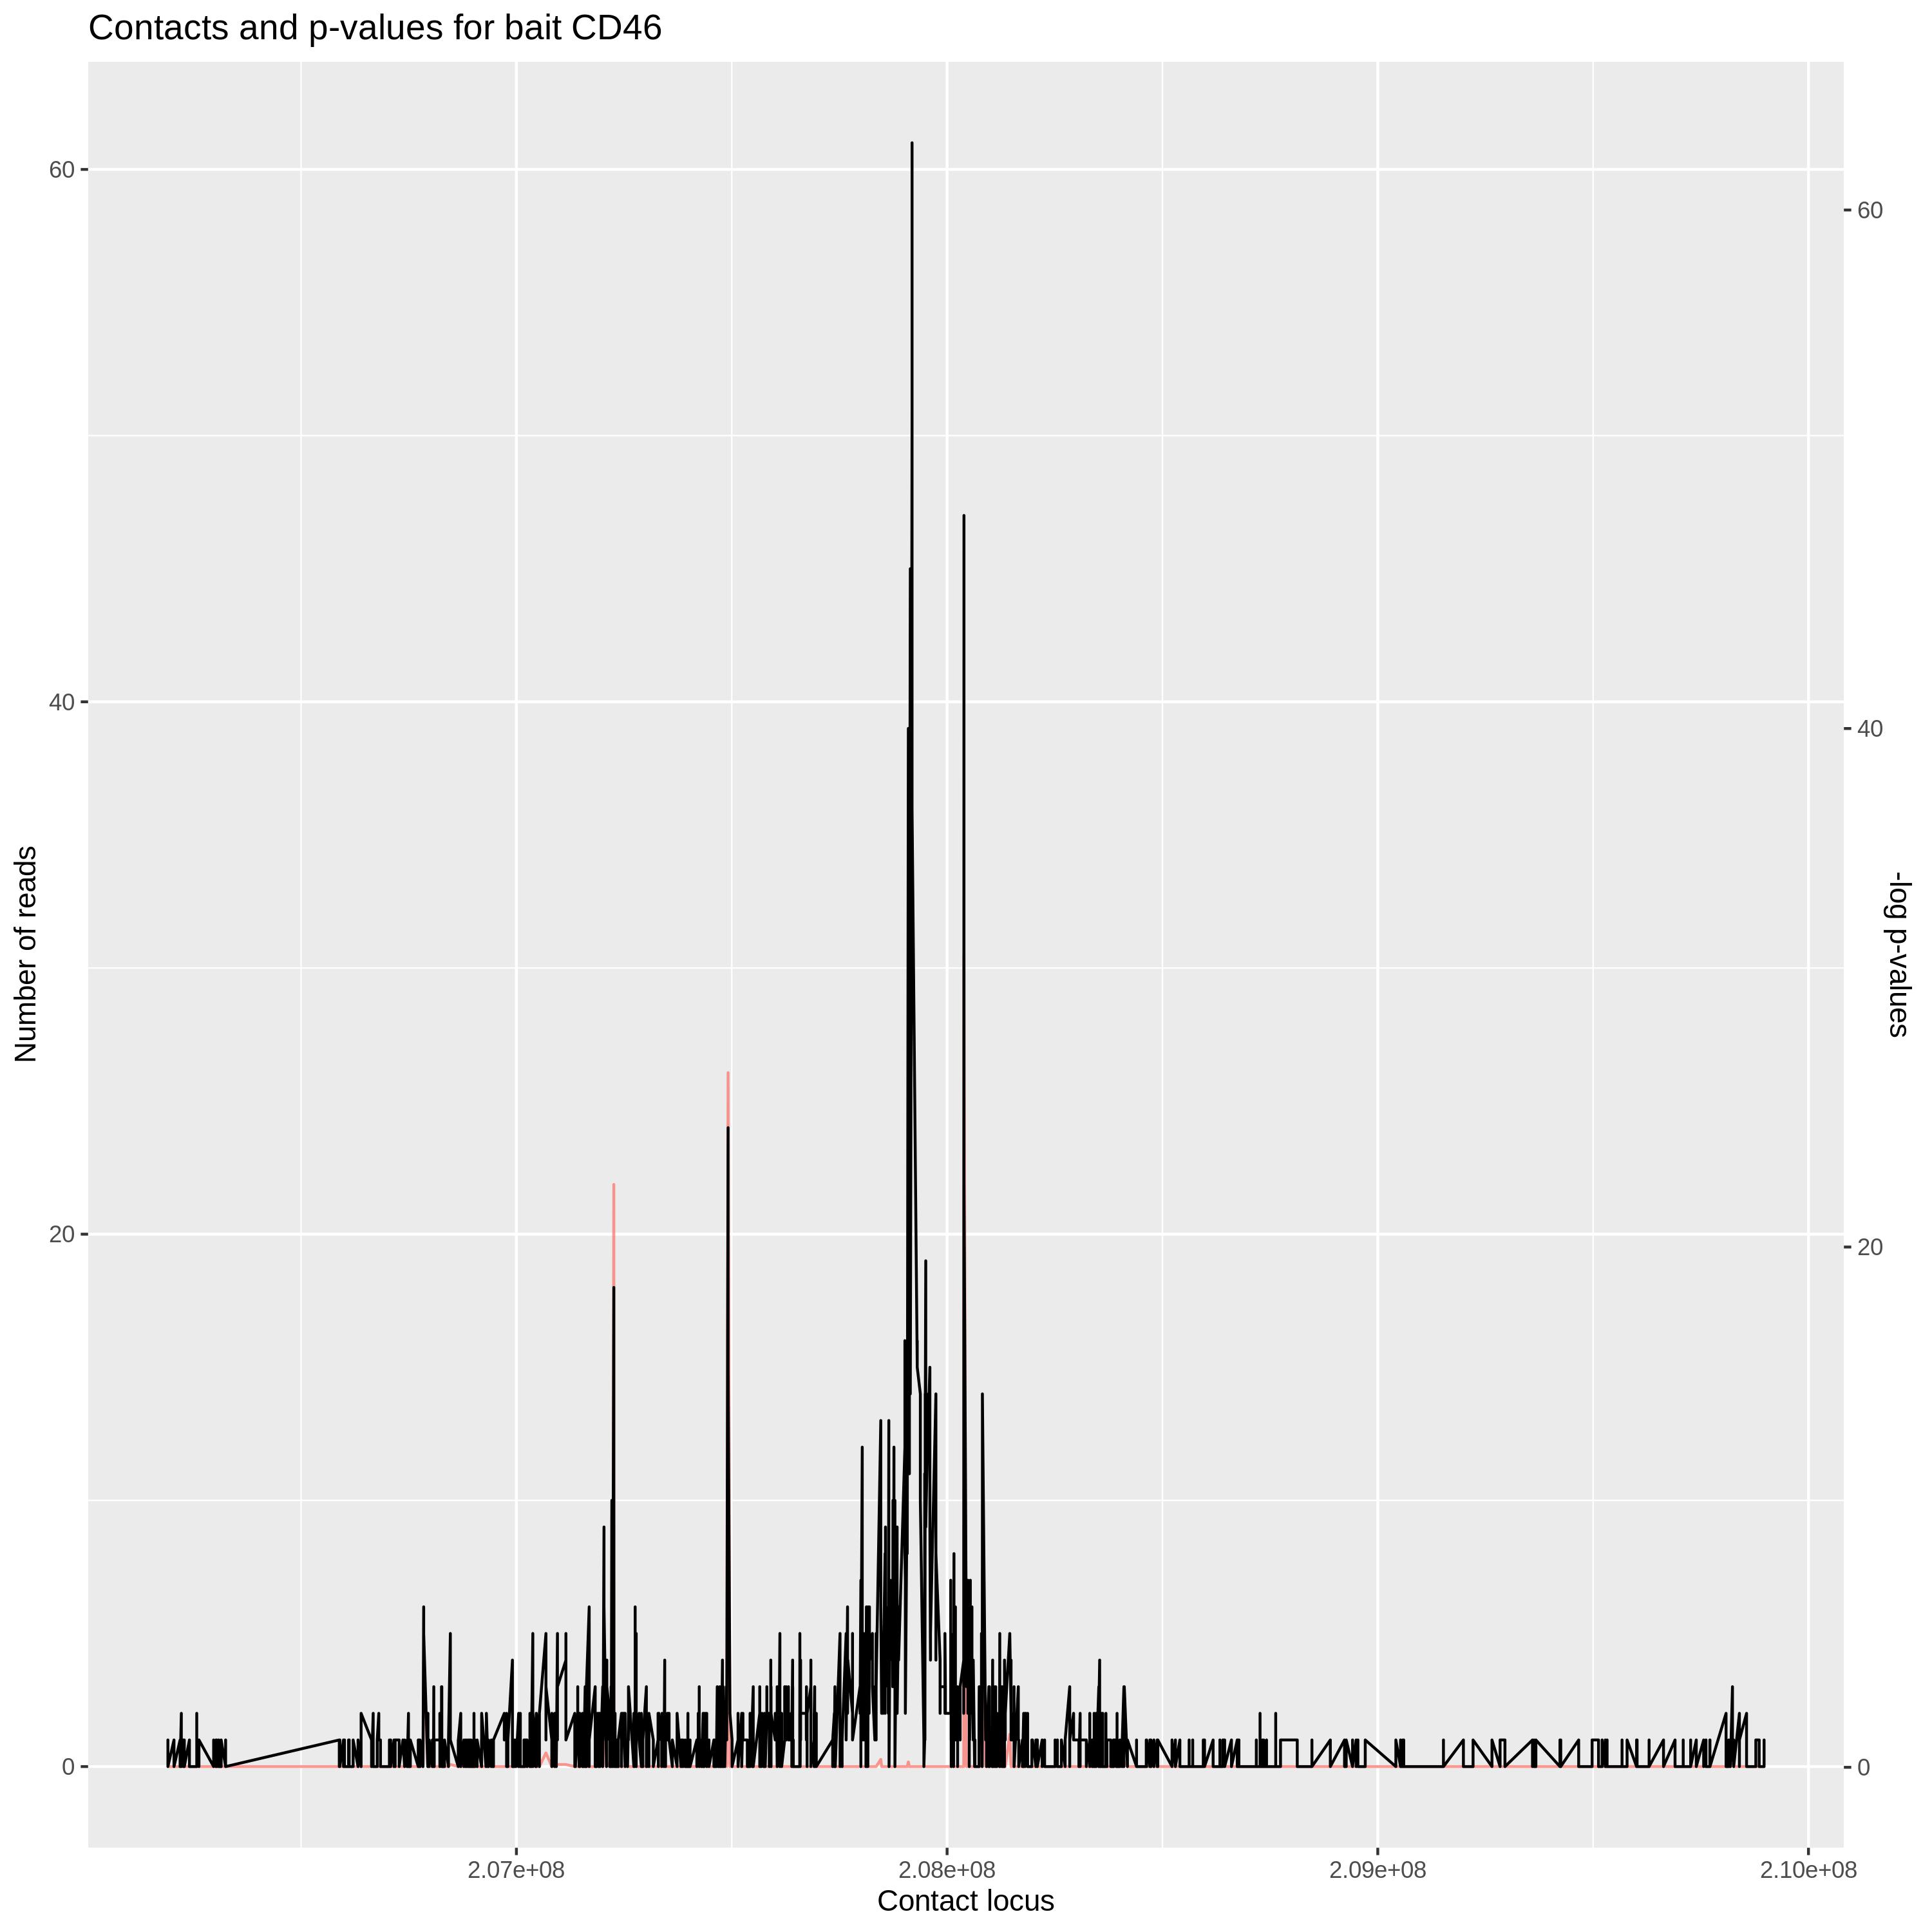 Contacts and p-values for bait CD46
60
40
20
0
60
40
20
0
Number of reads
-log p-values
2.07e+08 2.08e+08 2.09e+08 2.10e+08
Contact locus